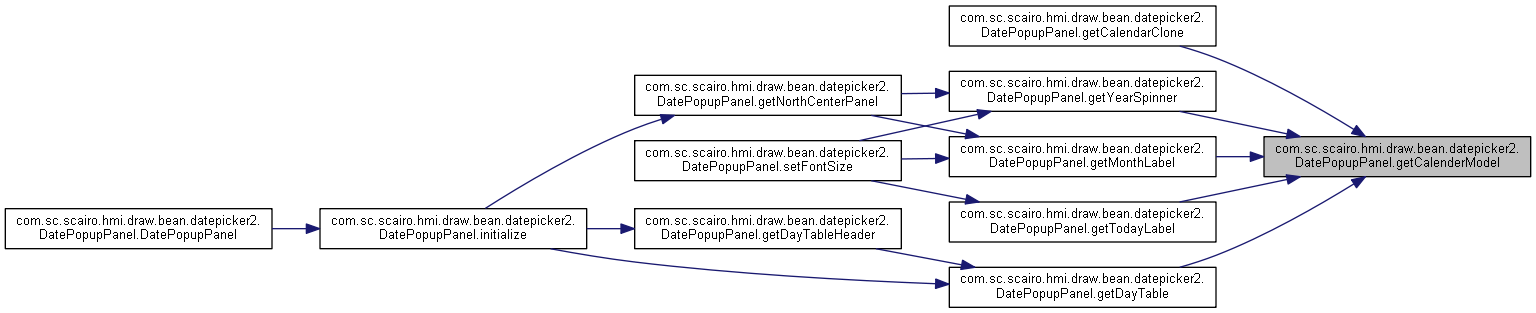 com.sc.scairo.hmi.draw.bean.datepicker2.
DatePopupPanel.getCalendarClone
com.sc.scairo.hmi.draw.bean.datepicker2.
DatePopupPanel.getNorthCenterPanel
com.sc.scairo.hmi.draw.bean.datepicker2.
DatePopupPanel.getYearSpinner
com.sc.scairo.hmi.draw.bean.datepicker2.
DatePopupPanel.setFontSize
com.sc.scairo.hmi.draw.bean.datepicker2.
DatePopupPanel.getMonthLabel
com.sc.scairo.hmi.draw.bean.datepicker2.
DatePopupPanel.getCalenderModel
com.sc.scairo.hmi.draw.bean.datepicker2.
DatePopupPanel.DatePopupPanel
com.sc.scairo.hmi.draw.bean.datepicker2.
DatePopupPanel.initialize
com.sc.scairo.hmi.draw.bean.datepicker2.
DatePopupPanel.getDayTableHeader
com.sc.scairo.hmi.draw.bean.datepicker2.
DatePopupPanel.getTodayLabel
com.sc.scairo.hmi.draw.bean.datepicker2.
DatePopupPanel.getDayTable